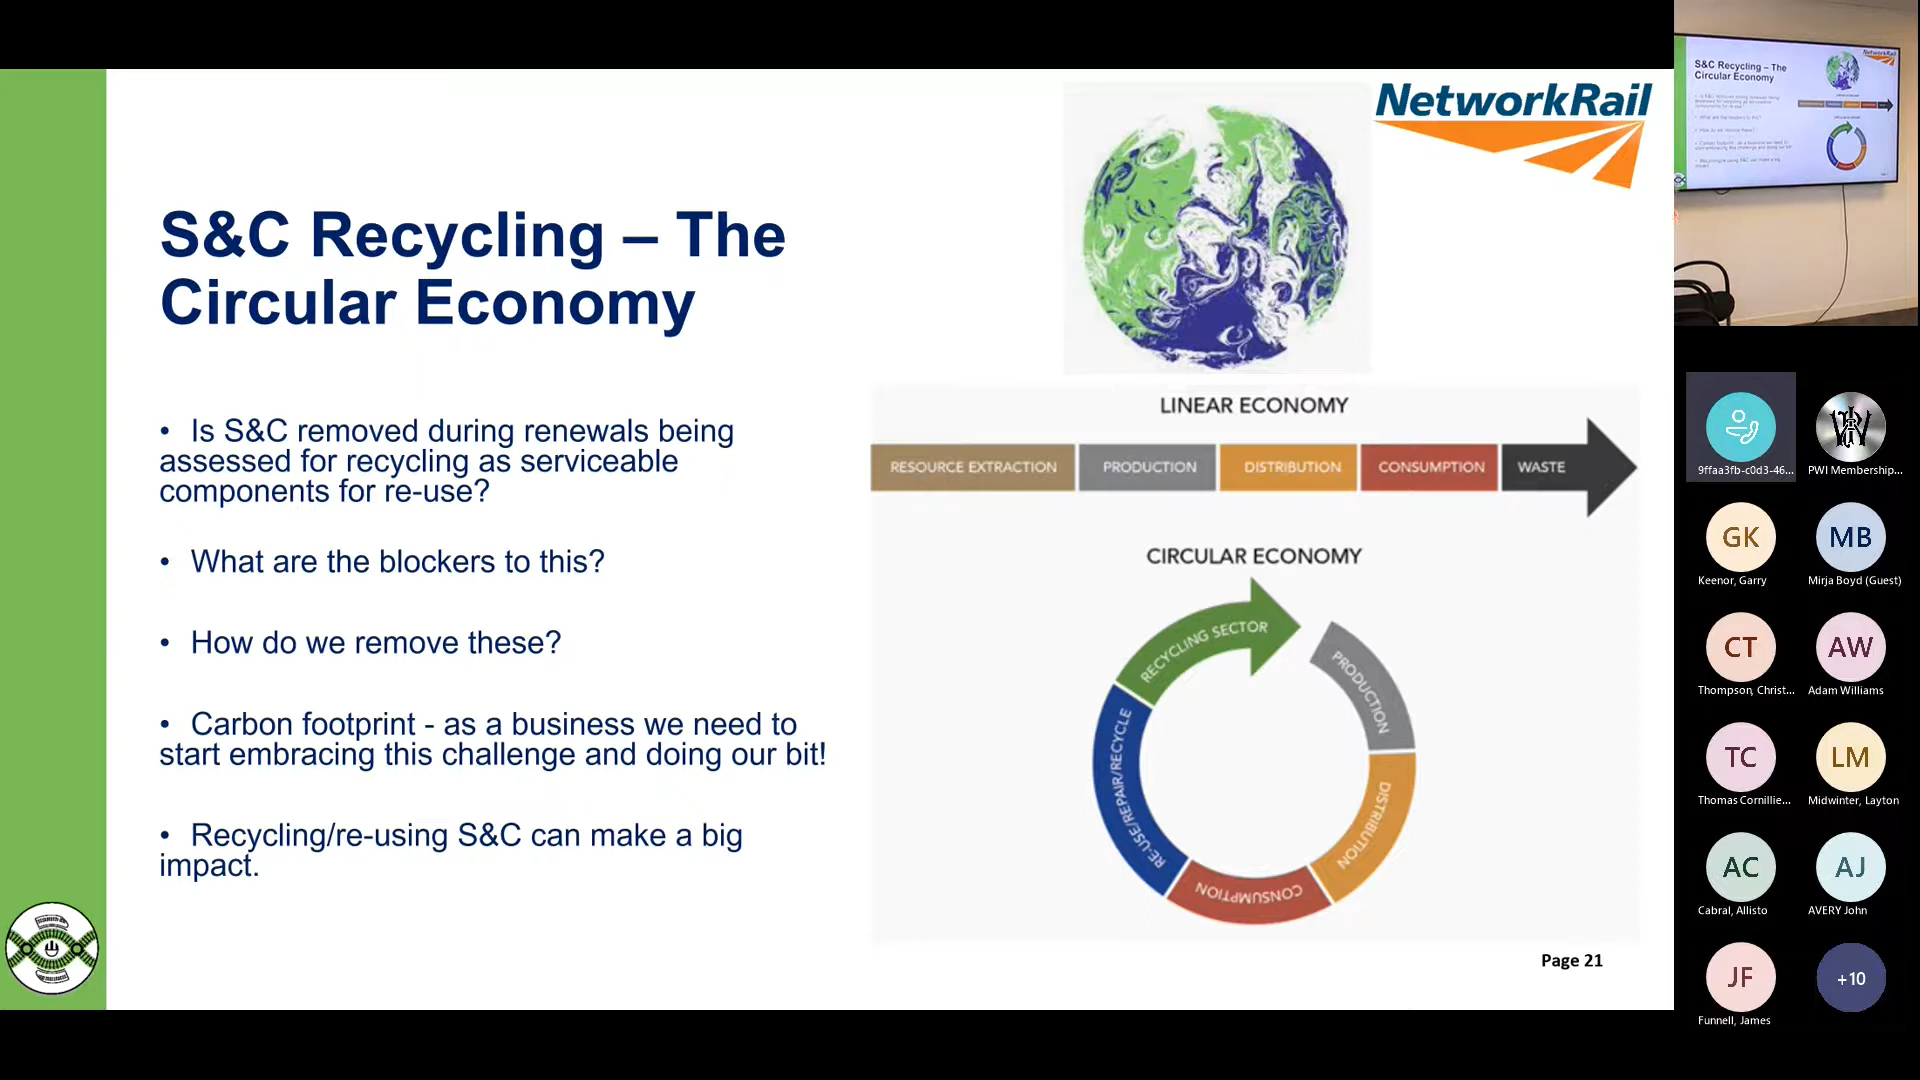 NetworkRail
S&C Recycling – The
Circular Economy
• Is S&C removed during renewals being
assessed for recycling as serviceable
components for re-use?
• What are the blockers to this?
• How do we remove these?
• Carbon footprint - as a business we need to
start embracing this challenge and doing our bit!
• Recycling/re-using S&C can make a big
impact.
LINEAR ECONOMY
RESOURCE EXTRACTION
PRODUCTION
DISTRIBUTION
CONSUMPTION
WASTE
CIRCULAR ECONOMY
RECYCLING SECTOR
PRODUCTION
DISTRIBUTION
CONSUMPTION
RE-USE/REPAIR/RECYCLE
Page 21
NetworkRail
S&C Recycling – The
Circular Economy
9ffaa3fb-c0d3-46...
PWI Membership...
GK
Keenor, Garry
MB
Mirja Boyd (Guest)
CT
Thompson, Christ...
AW
Adam Williams
TC
Thomas Cornillie...
LM
Midwinter, Layton
AC
Cabral, Allisto
AJ
AVERY John
JF
Funnell, James
+10